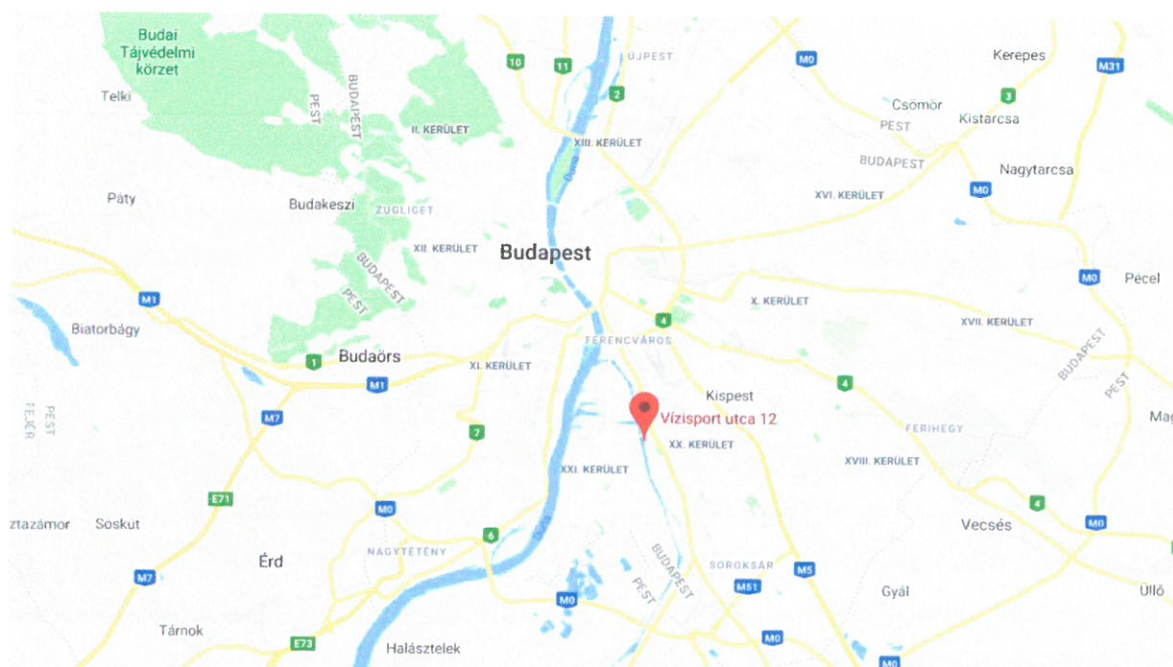 Budai
Tájvédelmi
körzet
Telki
PEST
BUDAPEST
10
11
2
ÚJPEST
M0
Kerepes
M31
3
Csömör
Kistarcsa
PEST
BUDAPEST
II. KERÜLET
XIII. KERÜLET
Duna
Nagytarcsa
M0
Páty
Budakeszi
ZUGLIGET
XVI. KERÜLET
XII. KERÜLET
Budapest
BUDAPEST
PEST
M0
Pécel
M1
X. KERÜLET
Biatorbágy
4
XVII. KERÜLET
FERENCVÁROS
1
Budaörs
XI. KERÜLET
BUDAPEST
PEST
M1
4
Kispest
PEST
FEJÉR
M7
Vízisport utca 12
Mag
7
XX. KERÜLET
FERIHEGY
XXI. KERÜLET
XVIII. KERÜLET
E71
M0
4
ztazámor
Soskut
6
Duna
Vecsés
M0
NAGYTÉTÉNY
Érd
BUDAPEST
PEST
SOROKSÁR
M5
M7
M51
Gyál
Üllő
M0
Tárnok
E73
Halásztelek
M0
M0